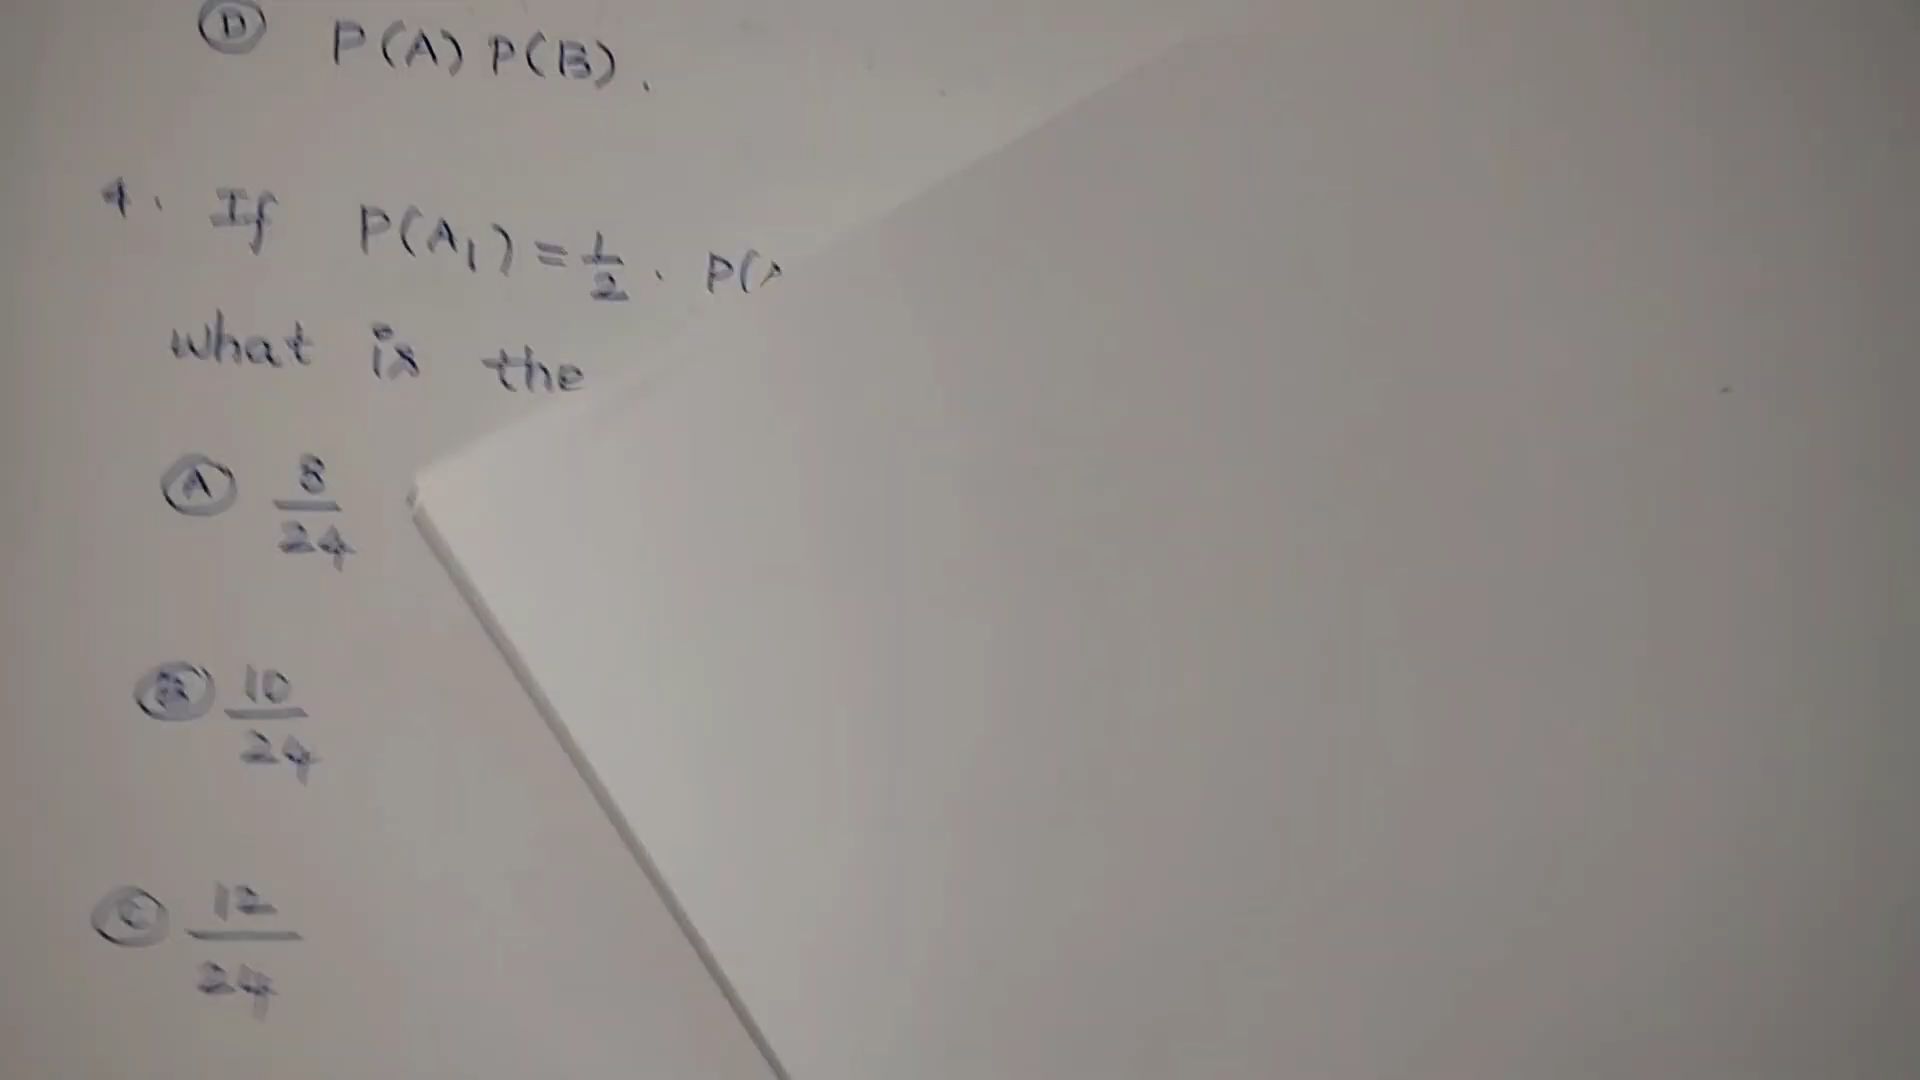 Ⓓ P(A) P(B).
4. If P(A₁) = 1/2. P(
what is the
Ⓐ 8/24
Ⓑ 10/24
Ⓒ 12/24